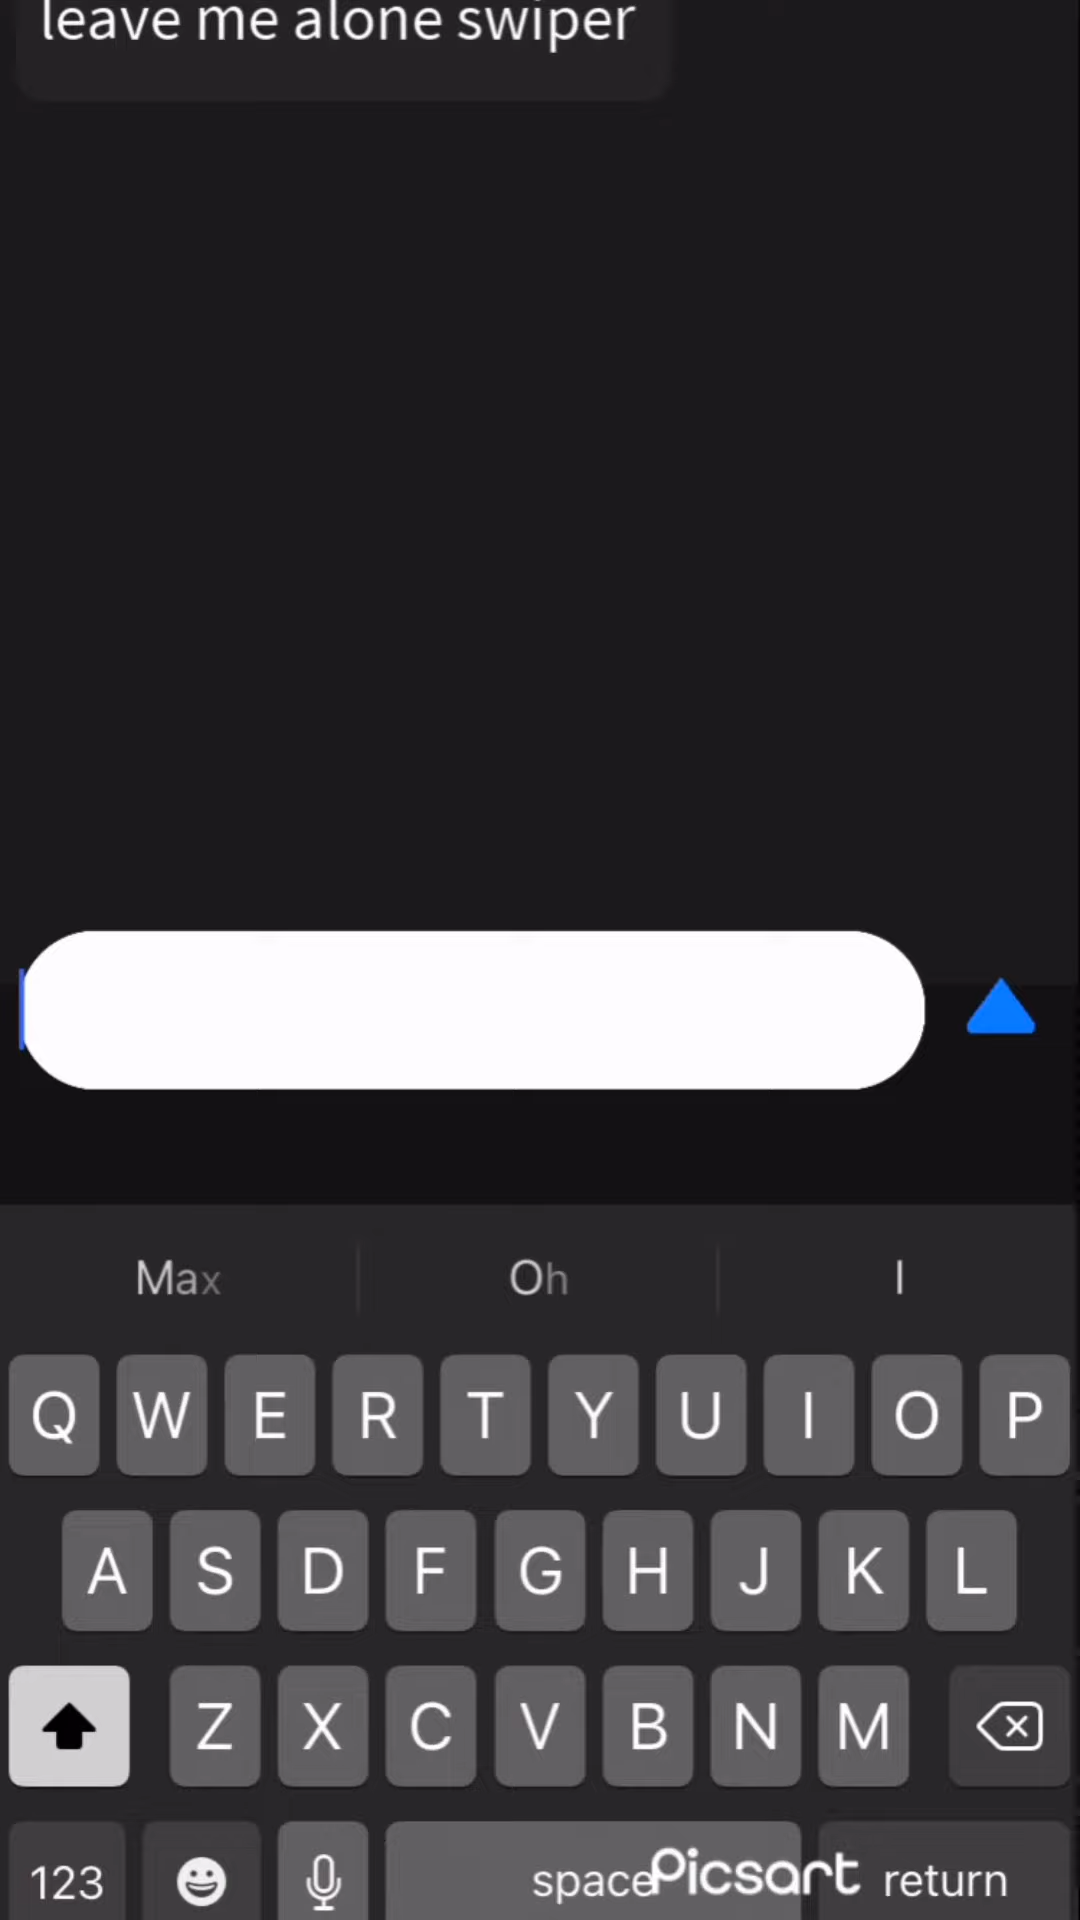 leave me alone swiper
Max Oh I
Q W E R T Y U I O P
A S D F G H J K L
Z X C V B N M
123 space Picsart return